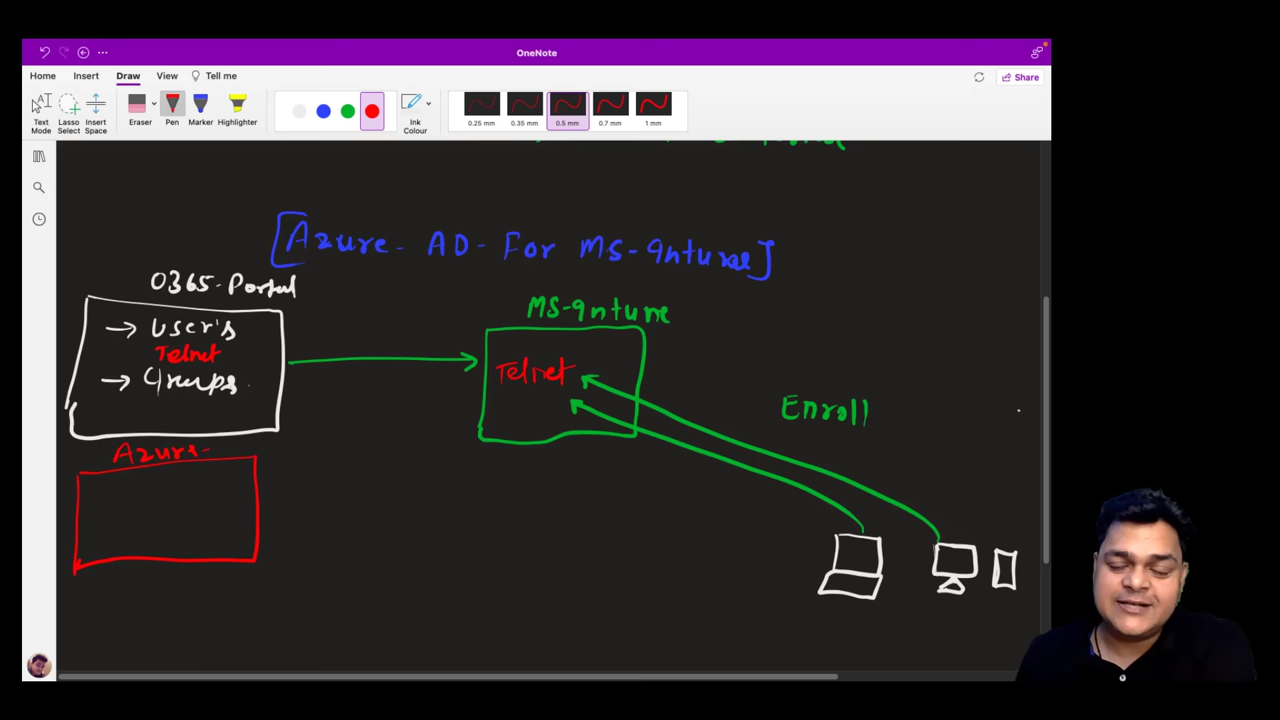 OneNote
Home Insert Draw View Tell me
Share
Text Mode
Lasso Select
Insert Space
Eraser
Pen
Marker
Highlighter
Ink Colour
0.25 mm
0.35 mm
0.5 mm
0.7 mm
1 mm
[Azure- AD- For MS-Intune]
O365-Portal
→ User's
Telnet
→ Groups
MS-Intune
Telnet
Enroll
Azure-